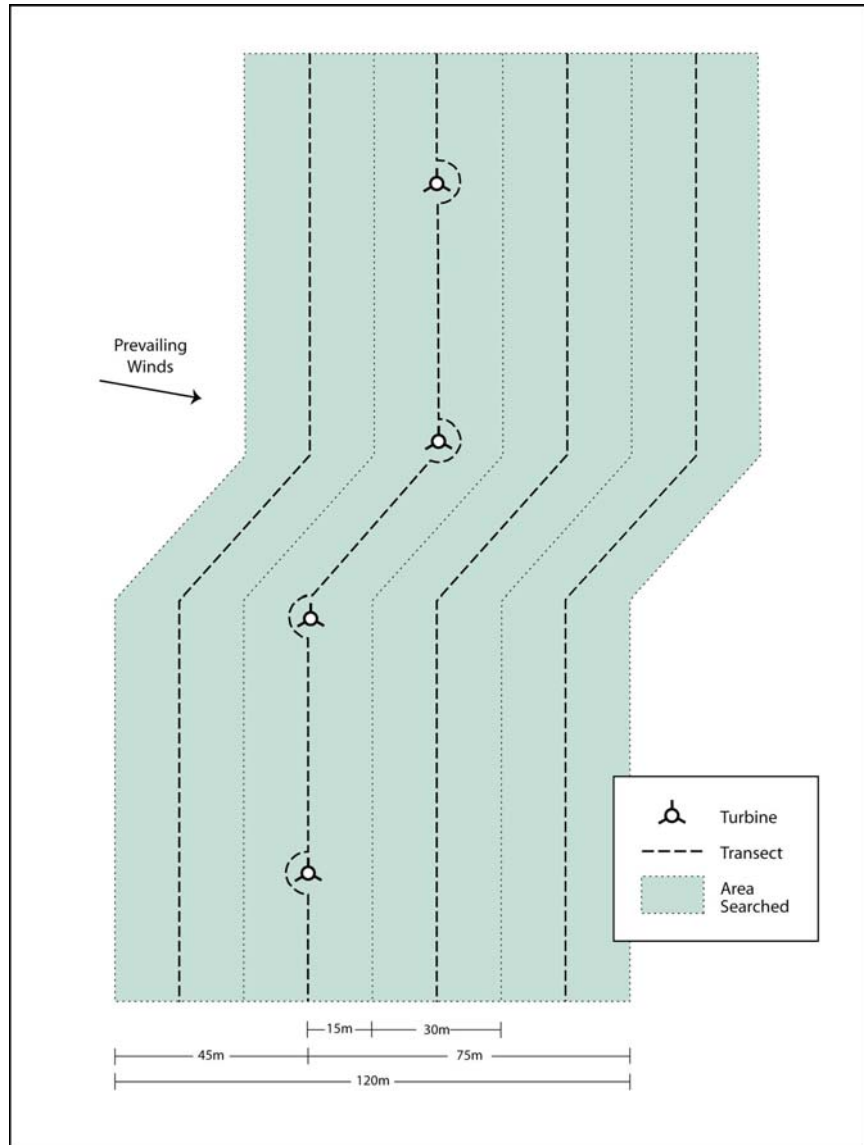 Prevailing
Winds
Turbine
Transect
Area
Searched
15m
30m
45m
75m
120m